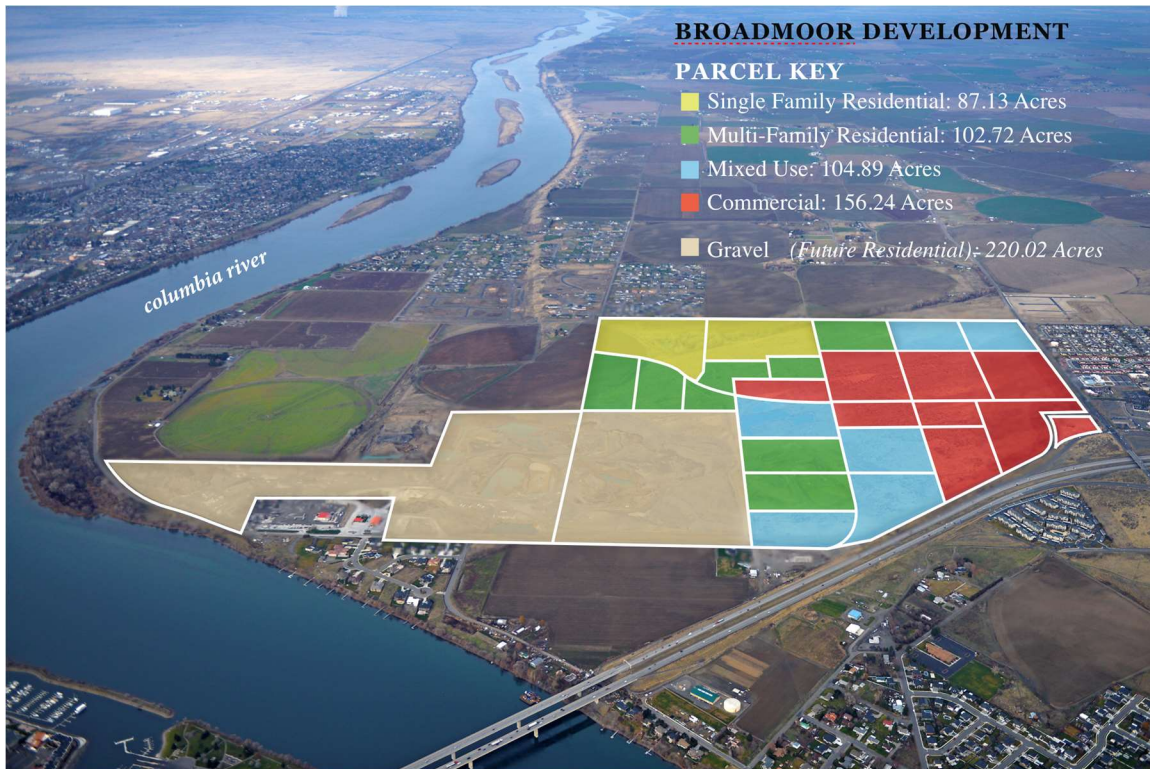 BROADMOOR DEVELOPMENT
PARCEL KEY
Single Family Residential: 87.13 Acres
Multi-Family Residential: 102.72 Acres
Mixed Use: 104.89 Acres
Commercial: 156.24 Acres
Gravel (Future Residential): 220.02 Acres
columbia river